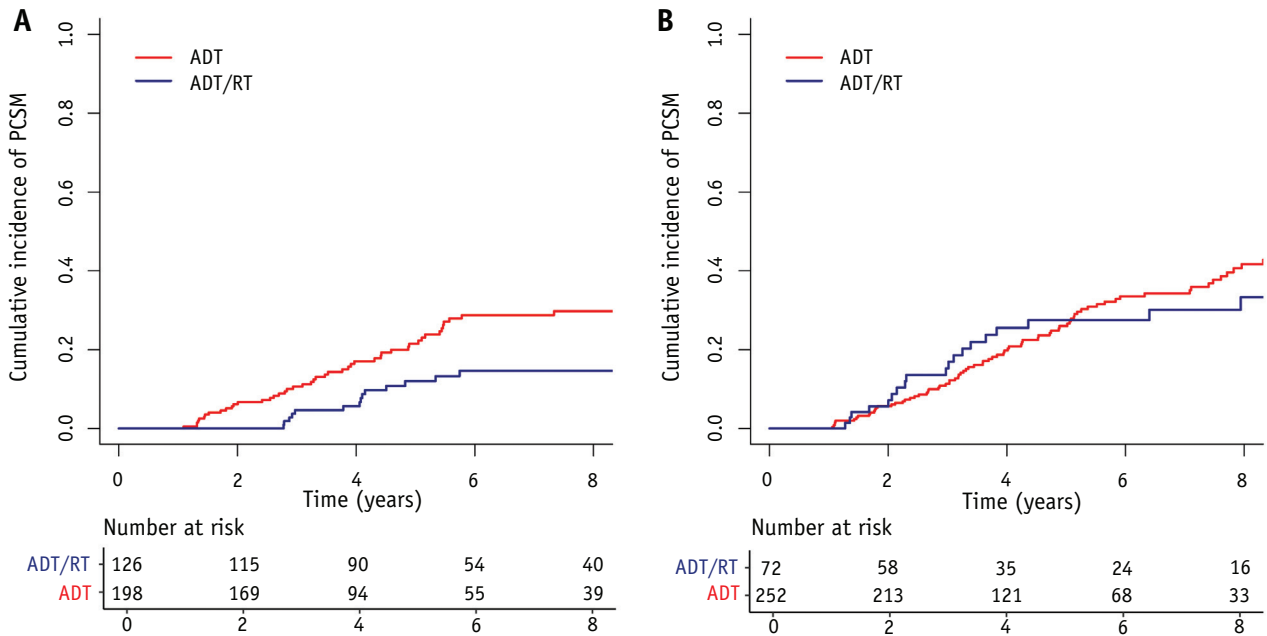 A
Cumulative incidence of PCSM
1.0
0.8
0.6
0.4
0.2
0.0
ADT
ADT/RT
0 2 4 6 8
Time (years)
Number at risk
ADT/RT 126 115 90 54 40
ADT 198 169 94 55 39
0 2 4 6 8
B
Cumulative incidence of PCSM
1.0
0.8
0.6
0.4
0.2
0.0
ADT
ADT/RT
0 2 4 6 8
Time (years)
Number at risk
ADT/RT 72 58 35 24 16
ADT 252 213 121 68 33
0 2 4 6 8